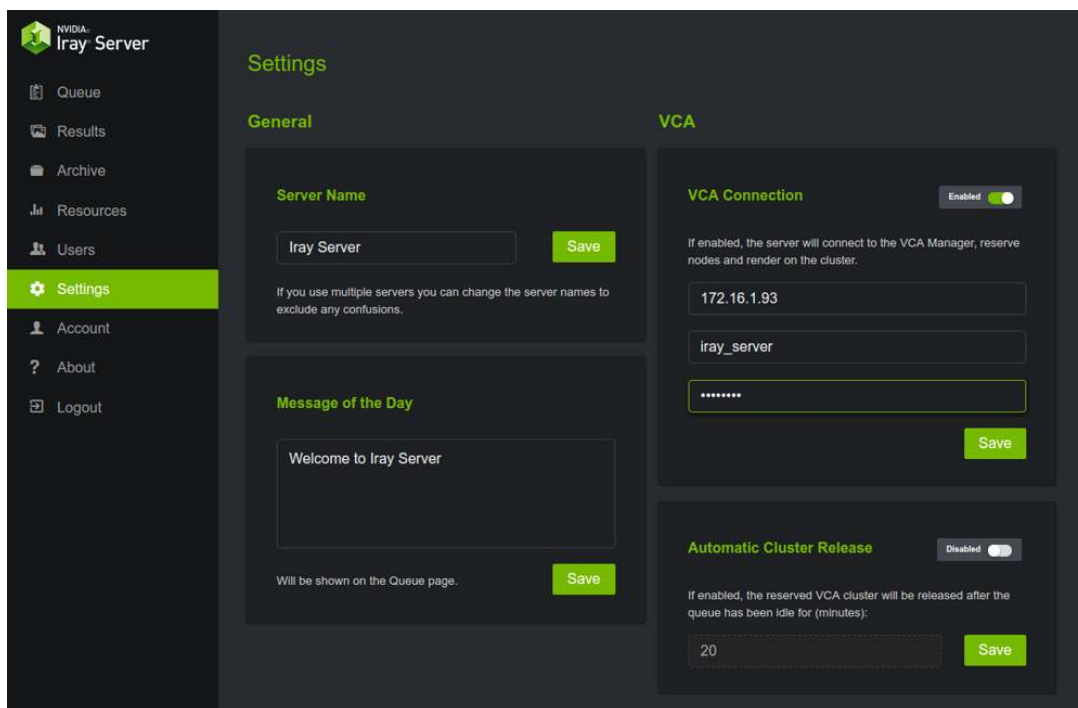 NVIDIA.
Iray Server
Queue
Results
Archive
Resources
Users
Settings
Account
? About
Logout
Settings
General
Server Name
Iray Server
Save
If you use multiple servers you can change the server names to
exclude any confusions.
Message of the Day
Welcome to Iray Server
Will be shown on the Queue page.
Save
VCA
VCA Connection
Enabled
If enabled, the server will connect to the VCA Manager, reserve
nodes and render on the cluster.
172.16.1.93
iray_server
••••••••
Save
Automatic Cluster Release
Disabled
If enabled, the reserved VCA cluster will be released after the
queue has been idle for (minutes):
20
Save